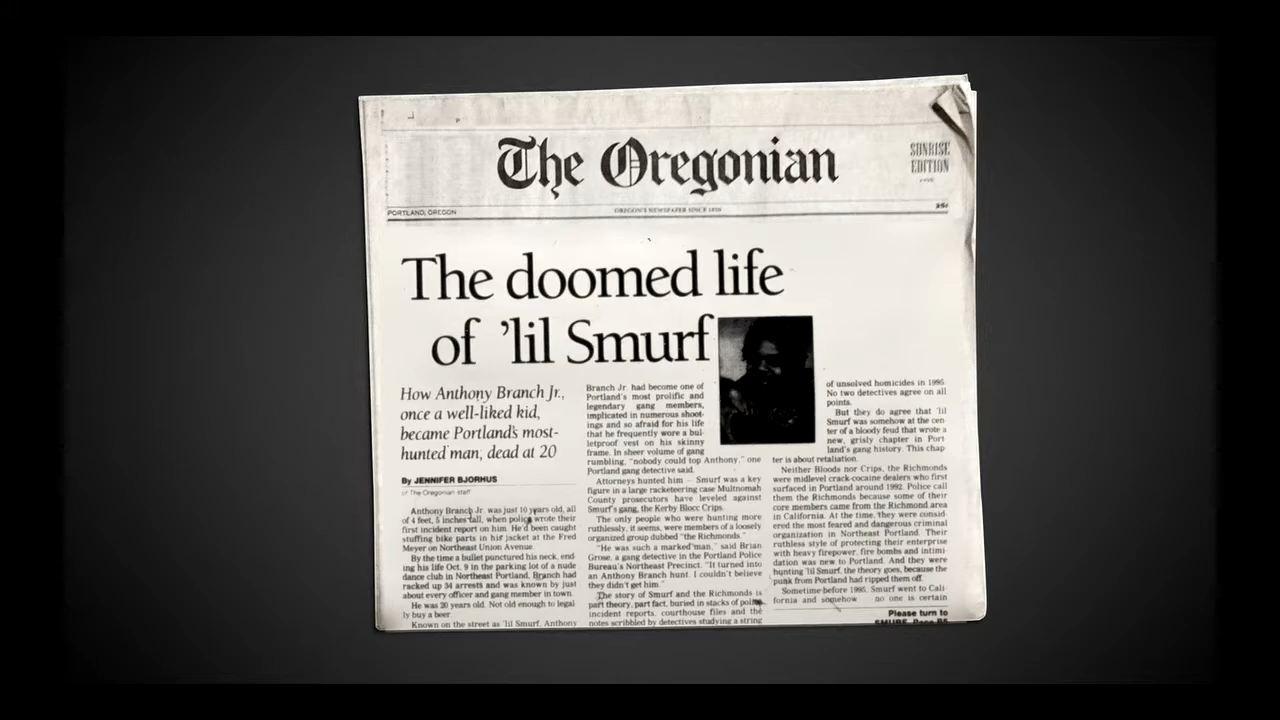 The Oregonian
SUNRISE
EDITION
PORTLAND, OREGON
OREGON'S NEWSPAPER SINCE 1850
35¢
The doomed life
of 'lil Smurf
How Anthony Branch Jr.,
once a well-liked kid,
became Portland's most-
hunted man, dead at 20
By JENNIFER BJORHUS
of The Oregonian staff
Anthony Branch Jr. was just 10 years old, all
of 4 feet, 5 inches tall, when police wrote their
first incident report on him. He'd been caught
stuffing bike parts in his jacket at the Fred
Meyer on Northeast Union Avenue.
By the time a bullet punctured his neck, end-
ing his life Oct. 9 in the parking lot of a nude
dance club in Northeast Portland, Branch had
racked up 34 arrests and was known by just
about every officer and gang member in town.
He was 20 years old. Not old enough to legal
ly buy a beer.
Known on the street as 'lil Smurf, Anthony
Branch Jr. had become one of
Portland's most prolific and
legendary gang members,
implicated in numerous shoot-
ings and so afraid for his life
that he frequently wore a bul-
letproof vest on his skinny
frame. In sheer volume of gang
rumbling, "nobody could top Anthony," one
Portland gang detective said.
Attorneys hunted him — Smurf was a key
figure in a large racketeering case Multnomah
County prosecutors have leveled against
Smurf's gang, the Kerby Blocc Crips.
The only people who were hunting more
ruthlessly, it seems, were members of a loosely
organized group dubbed "the Richmonds."
"He was such a marked man," said Brian
Grose, a gang detective in the Portland Police
Bureau's Northeast Precinct. "It turned into
an Anthony Branch hunt. I couldn't believe
they didn't get him."
The story of Smurf and the Richmonds is
part theory, part fact, buried in stacks of police
incident reports, courthouse files and the
notes scribbled by detectives studying a string
of unsolved homicides in 1995.
No two detectives agree on all
points.
But they do agree that 'lil
Smurf was somehow at the cen-
ter of a bloody feud that wrote a
new, grisly chapter in Port-
land's gang history. This chap-
ter is about retaliation.
Neither Bloods nor Crips, the Richmonds
were midlevel crack-cocaine dealers who first
surfaced in Portland around 1992. Police call
them the Richmonds because some of their
core members came from the Richmond area
in California. At the time, they were consid-
ered the most feared and dangerous criminal
organization in Northeast Portland. Their
ruthless style of protecting their enterprise
with heavy firepower, fire bombs and intimi-
dation was new to Portland. And they were
hunting 'lil Smurf, the theory goes, because the
punk from Portland had ripped them off.
Sometime before 1995, Smurf went to Cali-
fornia and somehow no one is certain
Please turn to
SMURF, Page B5